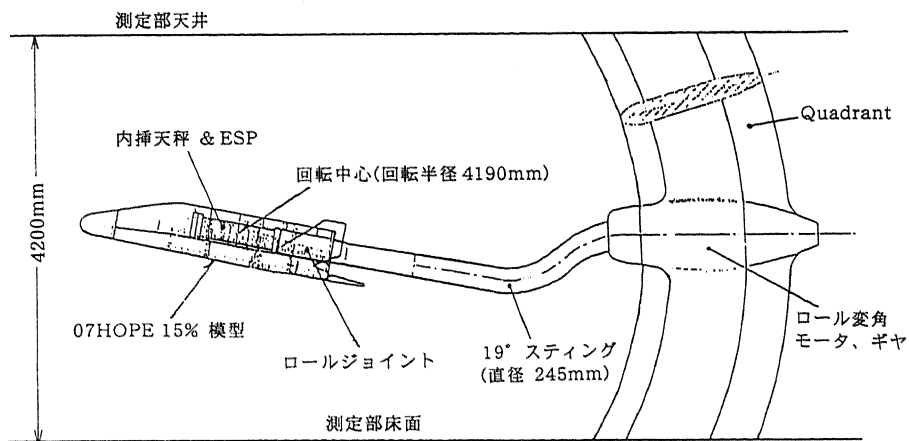 測定部天井
Quadrant
内挿天秤 & ESP
回転中心(回転半径 4190mm)
4200mm
07HOPE 15% 模型
ロールジョイント
19° スティング
(直径 245mm)
ロール変角
モータ、ギヤ
測定部床面